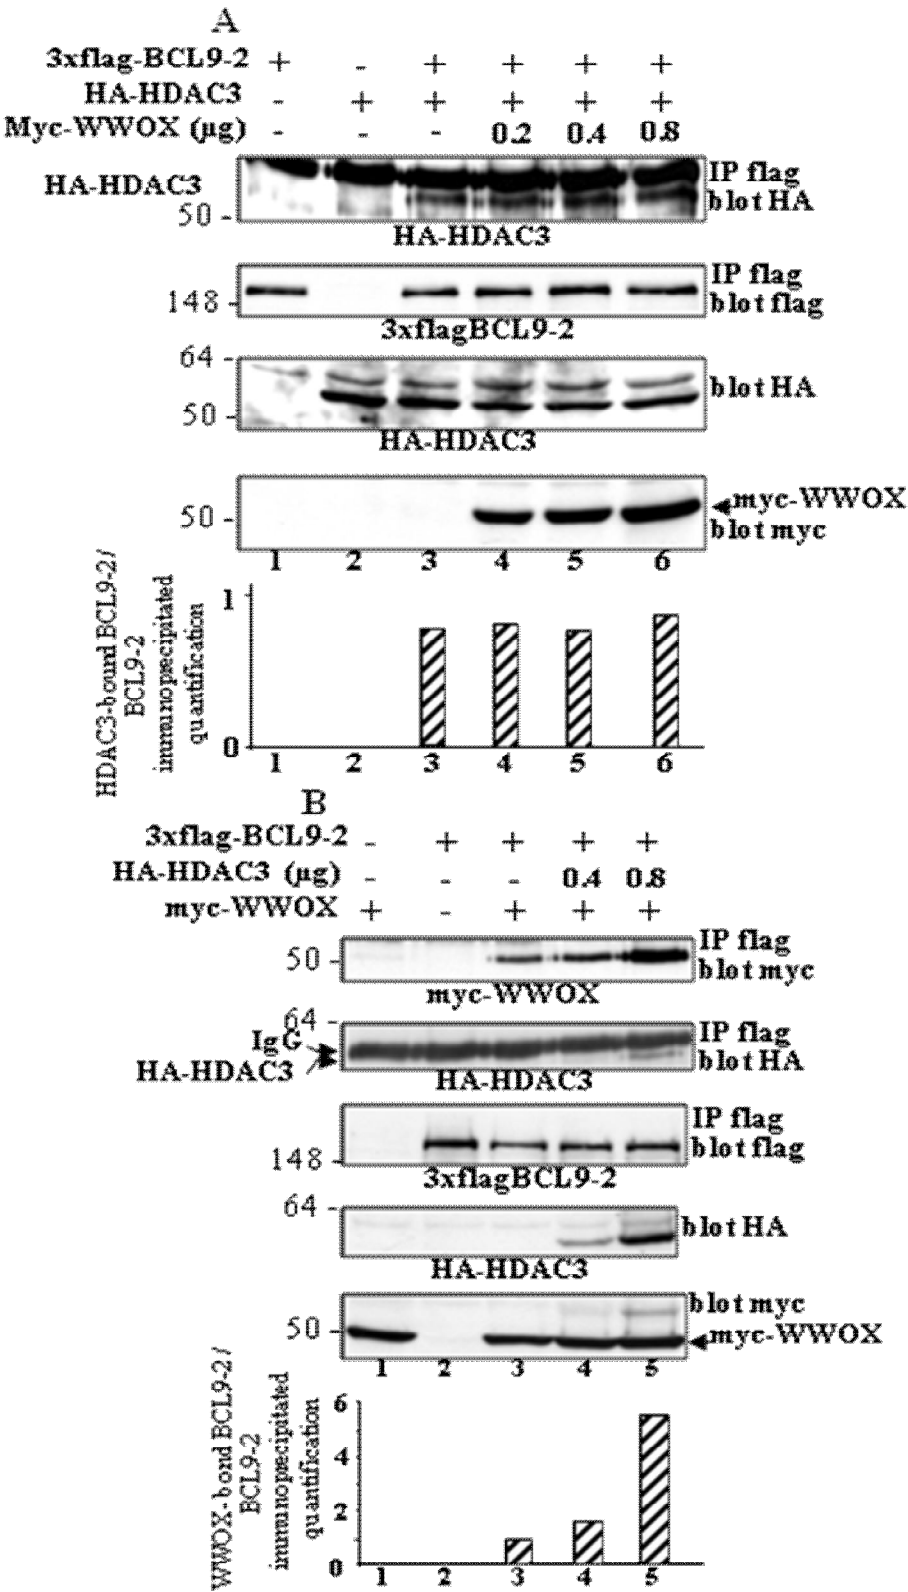 A
3xflag-BCL9-2 + - + + + +
HA-HDAC3 - + + + + +
Myc-WWOX (µg) - - - 0.2 0.4 0.8
HA-HDAC3
50 -
IP flag
blot HA
HA-HDAC3
148 -
IP flag
blot flag
3xflagBCL9-2
64 -
50 -
blot HA
HA-HDAC3
50 -
myc-WWOX
blot myc
1 2 3 4 5 6
HDAC3-bound BCL9-2/
BCL9-2
immunoprecipitated
quantification
1
0
1 2 3 4 5 6
B
3xflag-BCL9-2 - + + + +
HA-HDAC3 (µg) - - - 0.4 0.8
myc-WWOX + - + + +
50 -
IP flag
blot myc
myc-WWOX
64 -
IgG
HA-HDAC3
IP flag
blot HA
HA-HDAC3
148 -
IP flag
blot flag
3xflagBCL9-2
64 -
blot HA
HA-HDAC3
50 -
blot myc
myc-WWOX
1 2 3 4 5
WWOX-bond BCL9-2/
BCL9-2
immunoprecipitated
quantification
6
4
2
0
1 2 3 4 5